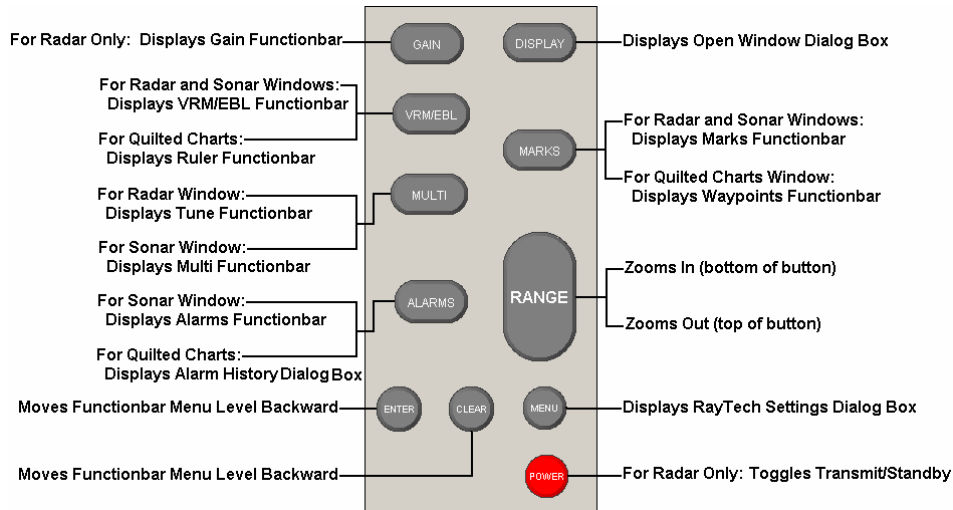 For Radar Only: Displays Gain Functionbar
GAIN
DISPLAY
Displays Open Window Dialog Box
For Radar and Sonar Windows:
Displays VRM/EBL Functionbar
VRM/EBL
For Quilted Charts:
Displays Ruler Functionbar
MARKS
For Radar and Sonar Windows:
Displays Marks Functionbar
For Quilted Charts Window:
Displays Waypoints Functionbar
For Radar Window:
Displays Tune Functionbar
MULTI
For Sonar Window:
Displays Multi Functionbar
RANGE
Zooms In (bottom of button)
Zooms Out (top of button)
For Sonar Window:
Displays Alarms Functionbar
ALARMS
For Quilted Charts:
Displays Alarm History Dialog Box
Moves Functionbar Menu Level Backward
ENTER
CLEAR
MENU
Displays RayTech Settings Dialog Box
Moves Functionbar Menu Level Backward
POWER
For Radar Only: Toggles Transmit/Standby